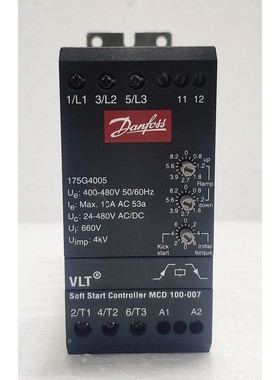 1/L1 3/L2 5/L3 11 12
Danfoss
175G4005
Ue: 400-480V 50/60Hz
Ie: Max. 15A AC 53a
Uc: 24-480V AC/DC
Ui: 660V
Uimp: 4kV
up
Ramp
down
Kick start
Initial torque
VLT®
Soft Start Controller MCD 100-007
2/T1 4/T2 6/T3 A1 A2